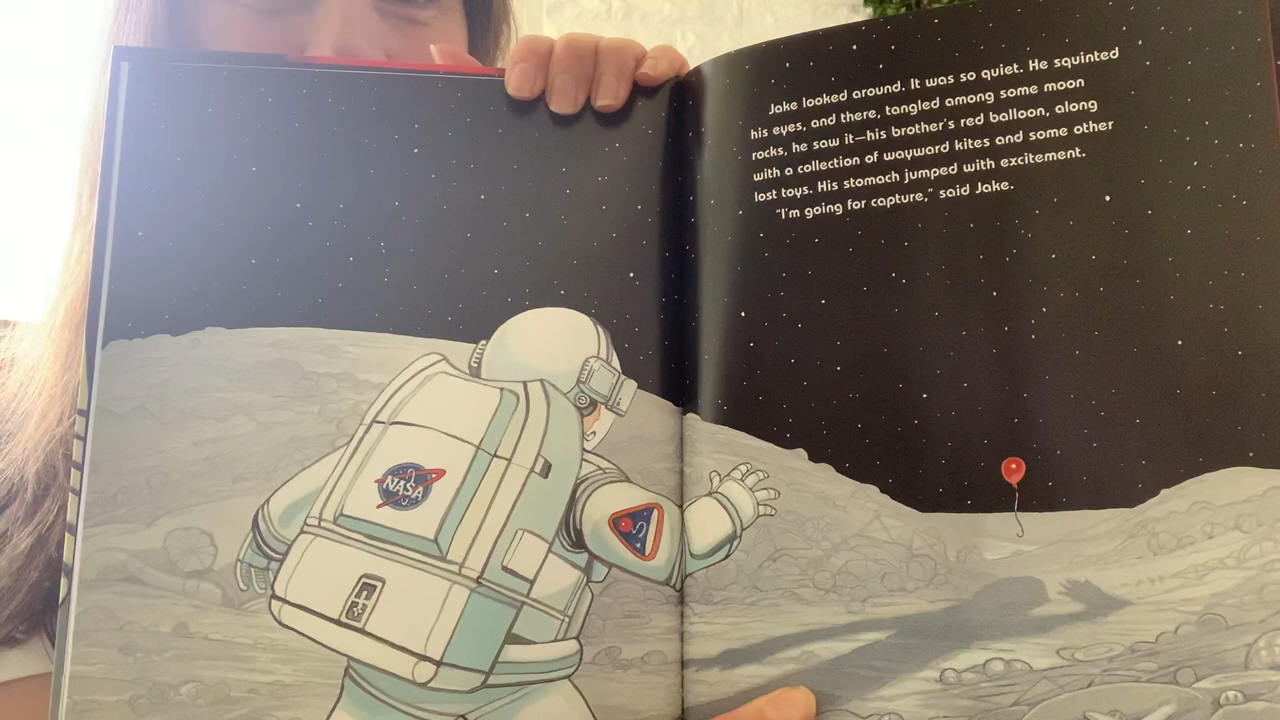 NASA
Jake looked around. It was so quiet. He squinted
his eyes, and there, tangled among some moon
rocks, he saw it—his brother's red balloon, along
with a collection of wayward kites and some other
lost toys. His stomach jumped with excitement.
"I'm going for capture," said Jake.